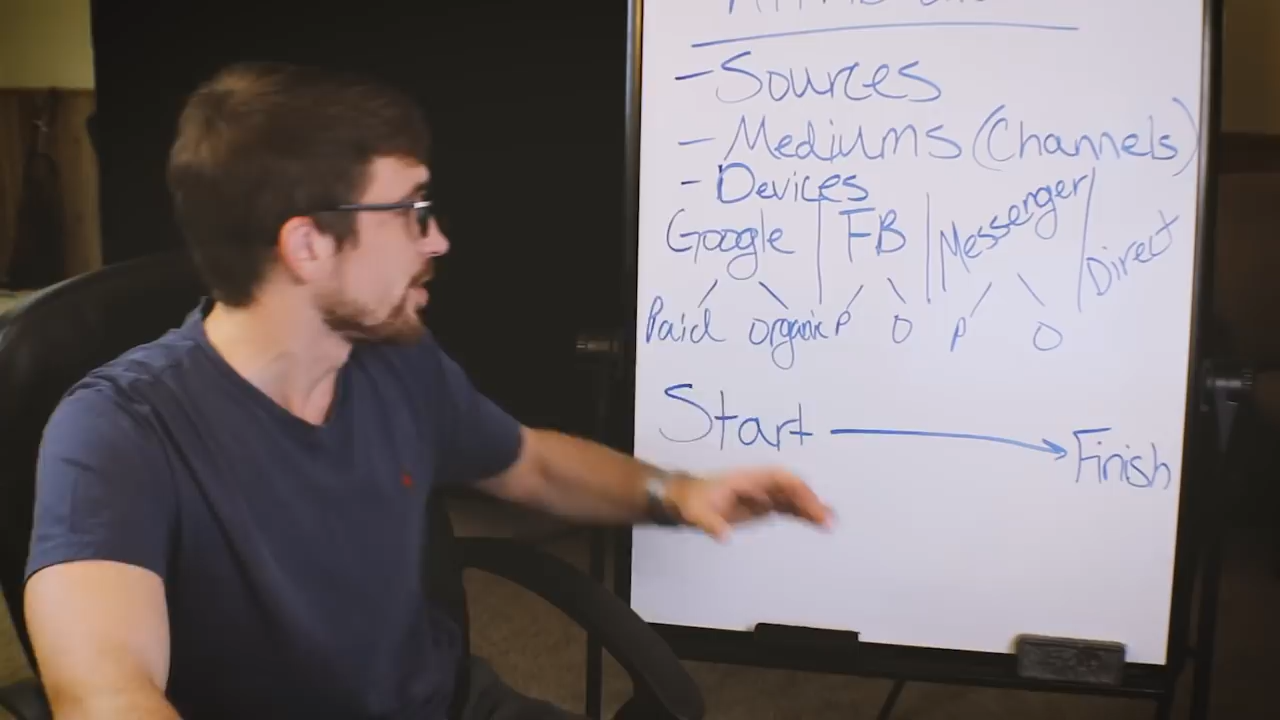 - Sources
- Mediums (Channels)
- Devices
Google | FB | Messenger | Direct
Paid Organic P O P O
Start → Finish